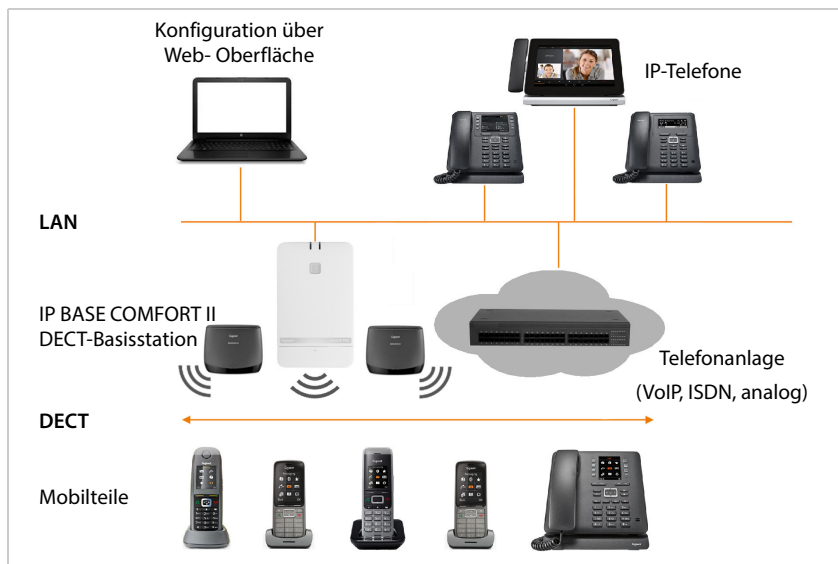 Konfiguration über
Web- Oberfläche
IP-Telefone
LAN
IP BASE COMFORT II
DECT-Basisstation
Telefonanlage
(VoIP, ISDN, analog)
DECT
Mobilteile